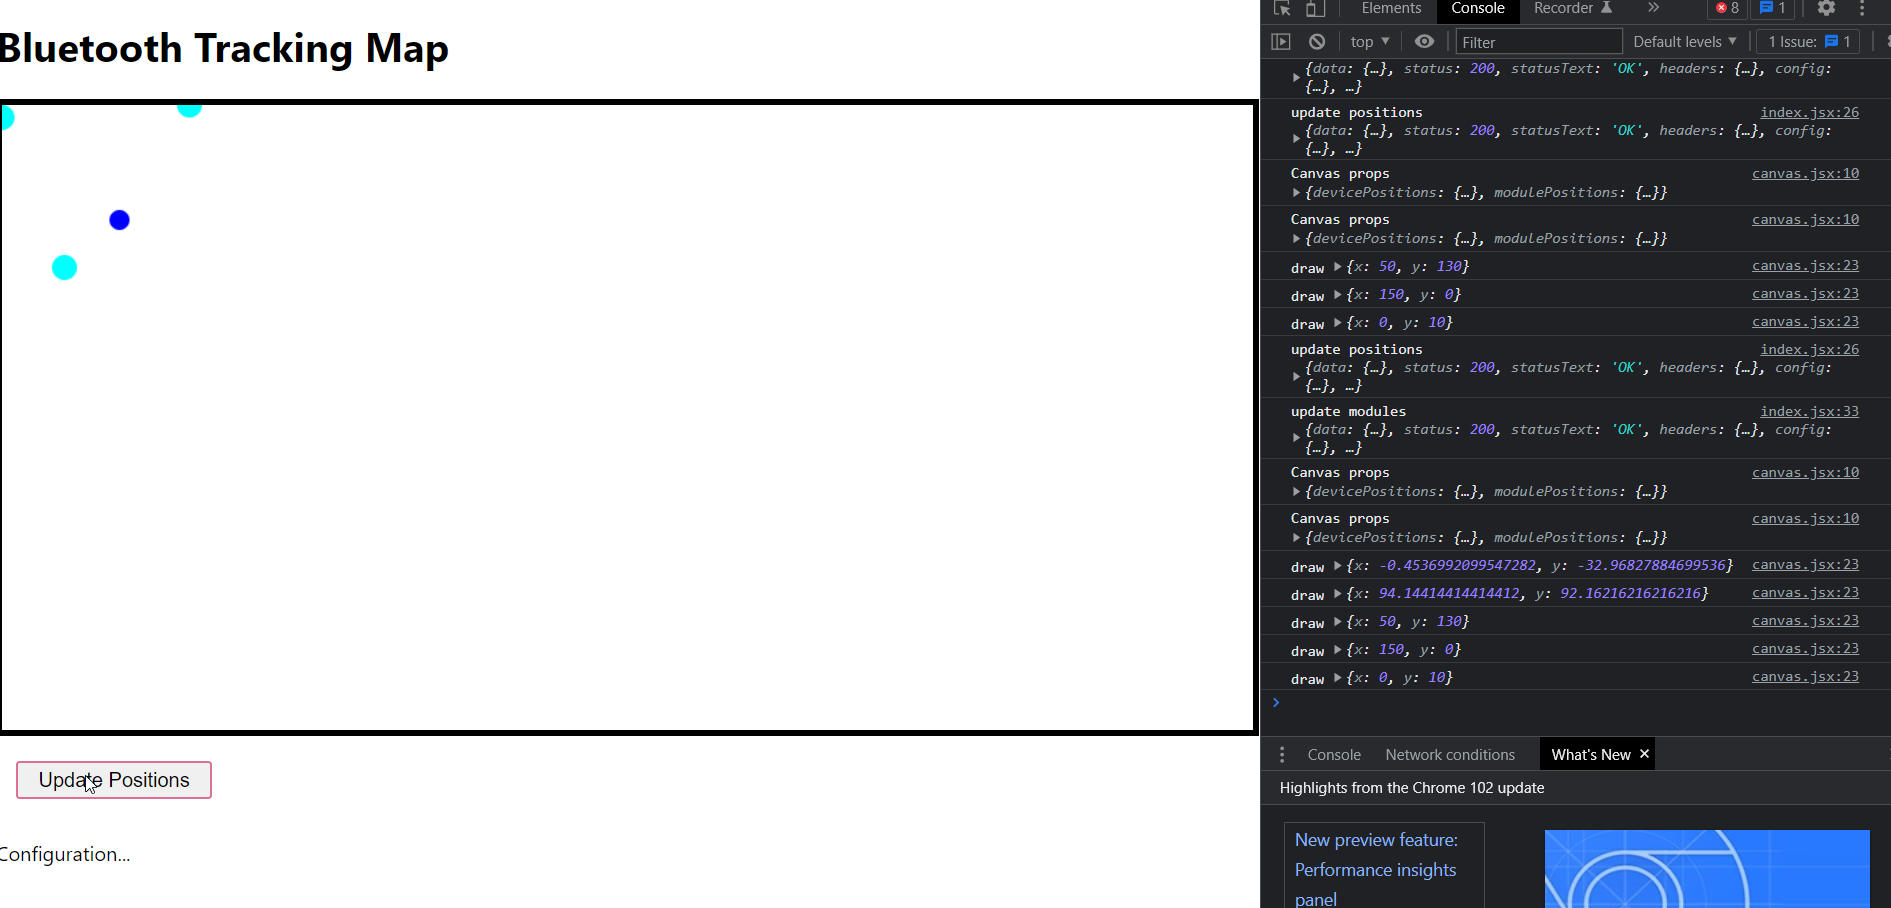 Bluetooth Tracking Map
Update Positions
Configuration...
Elements Console Recorder » 8 1
top Filter Default levels 1 Issue: 1
{data: {…}, status: 200, statusText: 'OK', headers: {…}, config:
{…}, …}
update positions index.jsx:26
{data: {…}, status: 200, statusText: 'OK', headers: {…}, config:
{…}, …}
Canvas props canvas.jsx:10
{devicePositions: {…}, modulePositions: {…}}
Canvas props canvas.jsx:10
{devicePositions: {…}, modulePositions: {…}}
draw {x: 50, y: 130} canvas.jsx:23
draw {x: 150, y: 0} canvas.jsx:23
draw {x: 0, y: 10} canvas.jsx:23
update positions index.jsx:26
{data: {…}, status: 200, statusText: 'OK', headers: {…}, config:
{…}, …}
update modules index.jsx:33
{data: {…}, status: 200, statusText: 'OK', headers: {…}, config:
{…}, …}
Canvas props canvas.jsx:10
{devicePositions: {…}, modulePositions: {…}}
Canvas props canvas.jsx:10
{devicePositions: {…}, modulePositions: {…}}
draw {x: -0.4536992099547282, y: -32.96827884699536} canvas.jsx:23
draw {x: 94.14414414414412, y: 92.16216216216216} canvas.jsx:23
draw {x: 50, y: 130} canvas.jsx:23
draw {x: 150, y: 0} canvas.jsx:23
draw {x: 0, y: 10} canvas.jsx:23
Console Network conditions What's New ×
Highlights from the Chrome 102 update
New preview feature:
Performance insights
panel